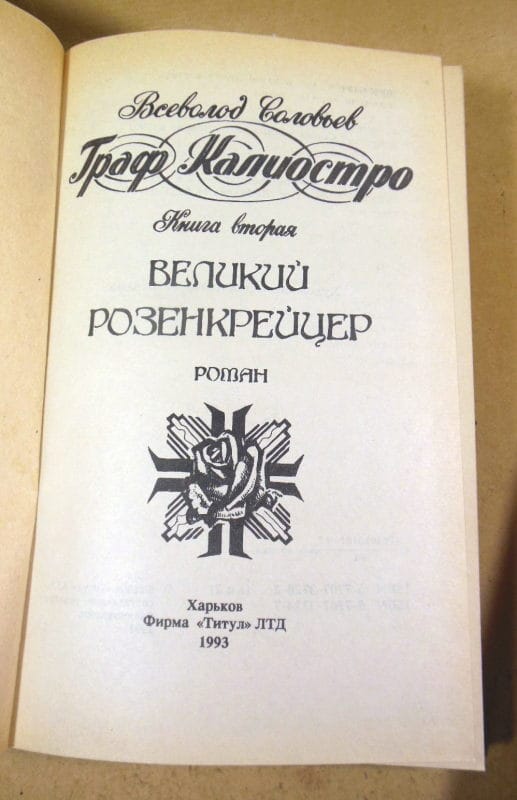 Всеволод Соловьев
Граф Калиостро
Книга вторая
ВЕЛИКИЙ
РОЗЕНКРЕЙЦЕР
РОМАН
Харьков
Фирма «Титул» ЛТД
1993